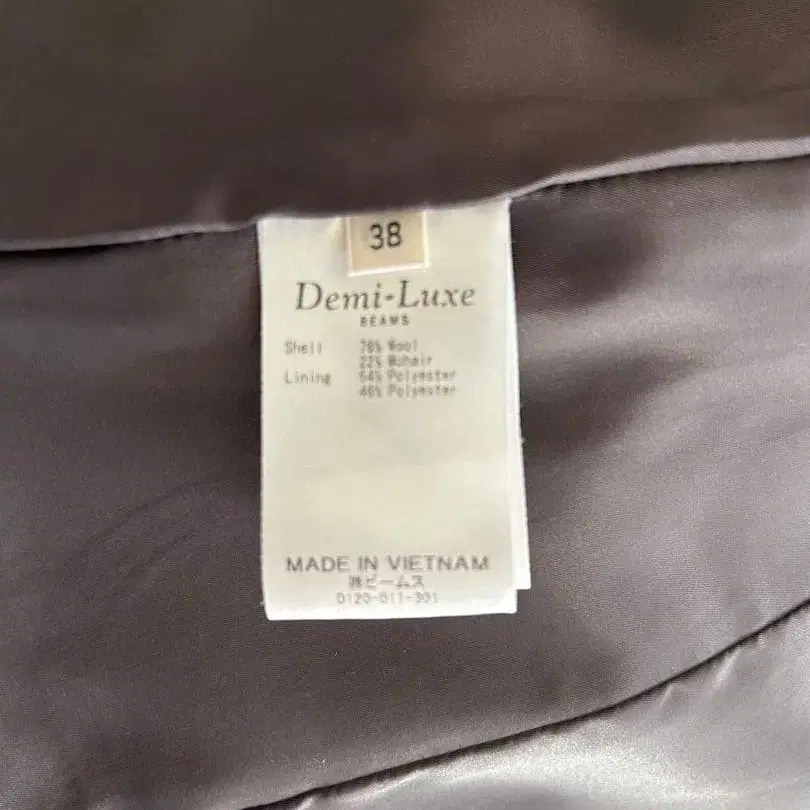 38
Demi-Luxe
BEAMS
Shell 78% Wool
22% Mohair
Lining 54% Polyester
46% Polyester
MADE IN VIETNAM
㈱ビームス
0120-011-301